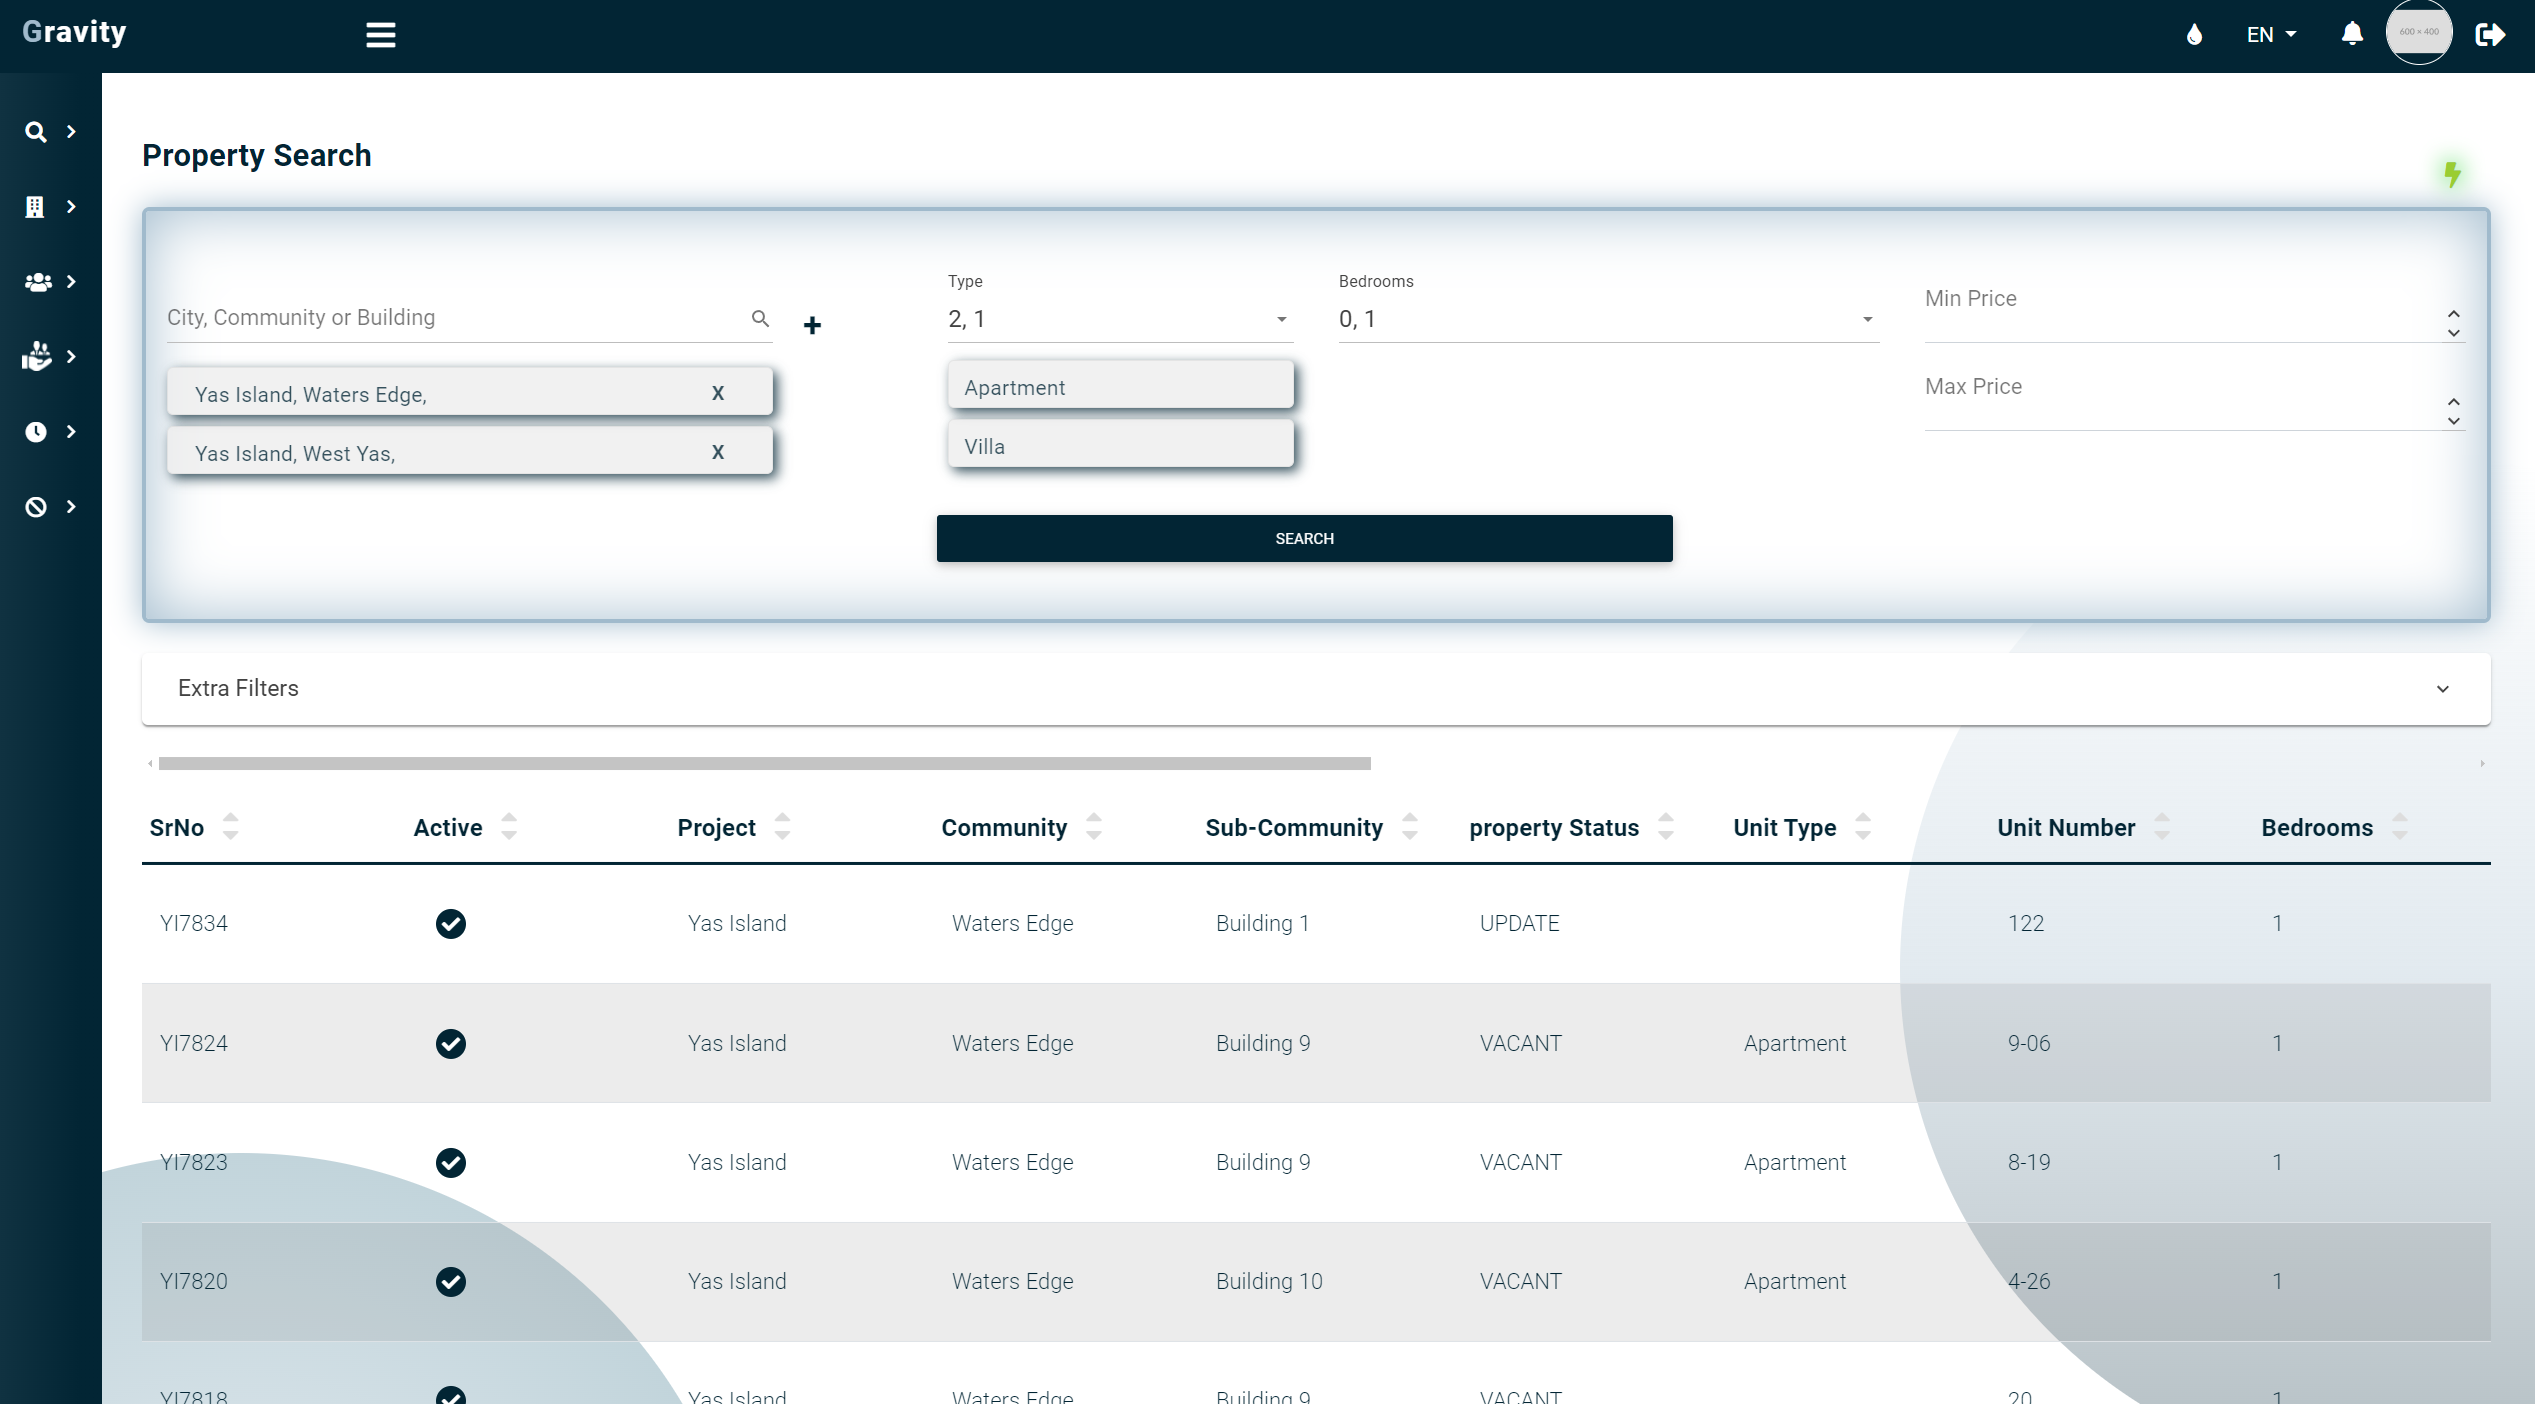 Gravity
EN
600 × 400
Property Search
Type
Bedrooms
City, Community or Building
2, 1
0, 1
Min Price
Yas Island, Waters Edge, X
Apartment
Max Price
Yas Island, West Yas, X
Villa
SEARCH
Extra Filters
SrNo Active Project Community Sub-Community property Status Unit Type Unit Number Bedrooms
YI7834 Yas Island Waters Edge Building 1 UPDATE 122 1
YI7824 Yas Island Waters Edge Building 9 VACANT Apartment 9-06 1
YI7823 Yas Island Waters Edge Building 9 VACANT Apartment 8-19 1
YI7820 Yas Island Waters Edge Building 10 VACANT Apartment 4-26 1
YI7818 Yas Island Waters Edge Building 9 VACANT 20 1